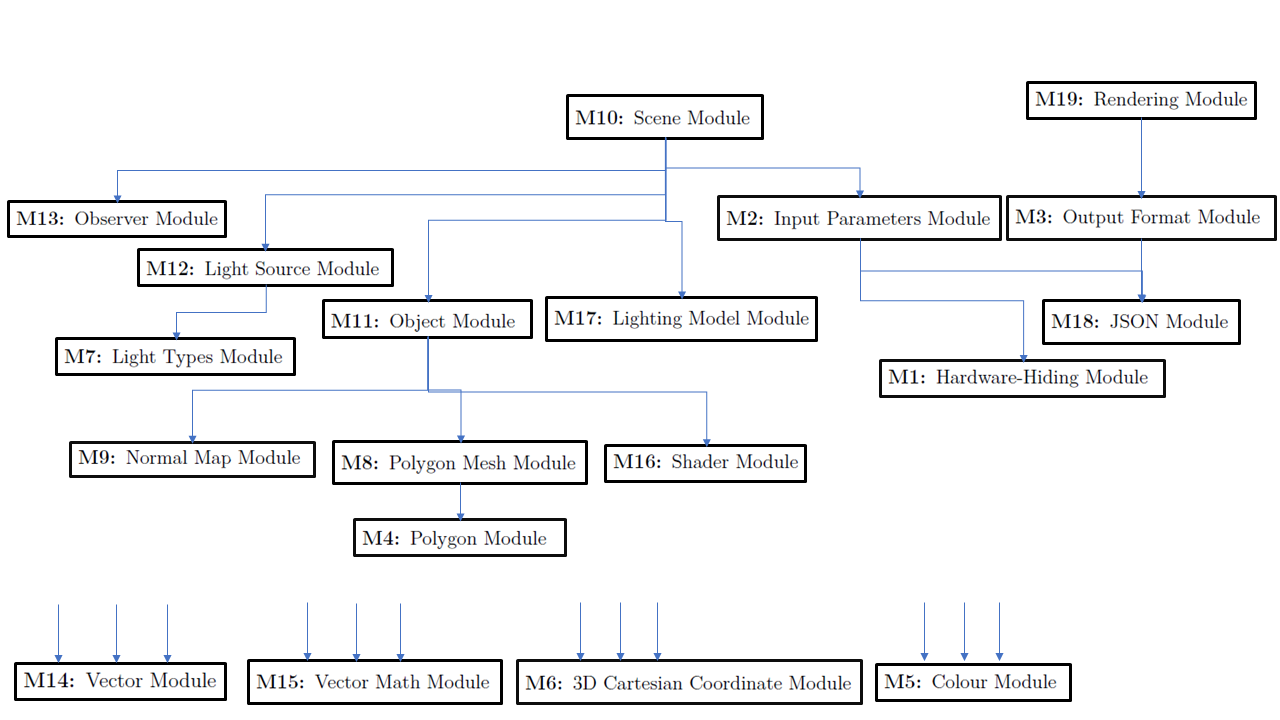 M19: Rendering Module
M10: Scene Module
M13: Observer Module
M2: Input Parameters Module
M3: Output Format Module
M12: Light Source Module
M11: Object Module
M17: Lighting Model Module
M18: JSON Module
M7: Light Types Module
M1: Hardware-Hiding Module
M9: Normal Map Module
M8: Polygon Mesh Module
M16: Shader Module
M4: Polygon Module
M14: Vector Module
M15: Vector Math Module
M6: 3D Cartesian Coordinate Module
M5: Colour Module